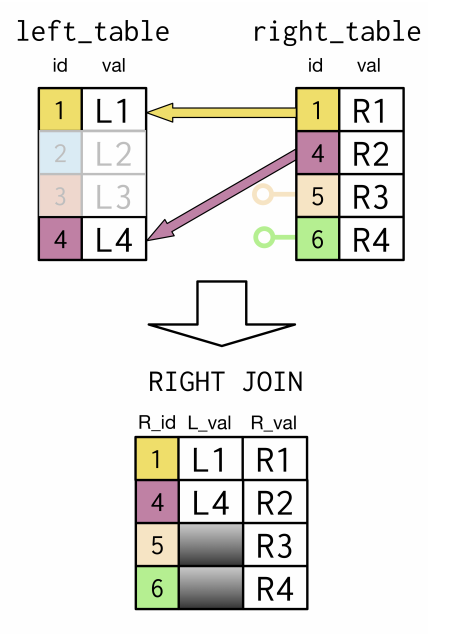 left_table right_table
id val id val
1 L1 1 R1
2 L2 4 R2
3 L3 5 R3
4 L4 6 R4
RIGHT JOIN
R_id L_val R_val
1 L1 R1
4 L4 R2
5 R3
6 R4